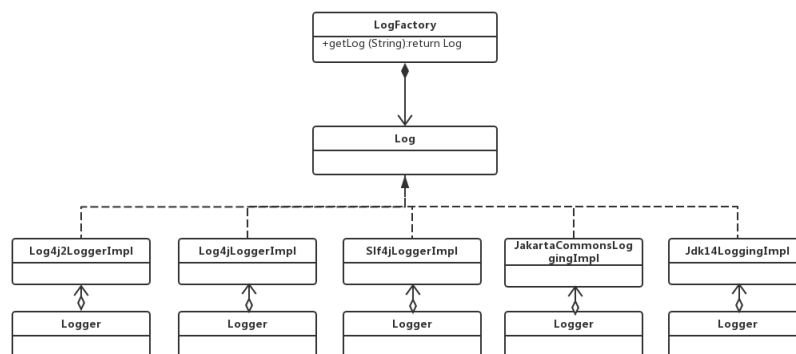 LogFactory
+getLog (String):return Log
Log
Log4j2LoggerImpl
Log4jLoggerImpl
Slf4jLoggerImpl
JakartaCommonsLog
gingImpl
Jdk14LoggingImpl
Logger
Logger
Logger
Logger
Logger